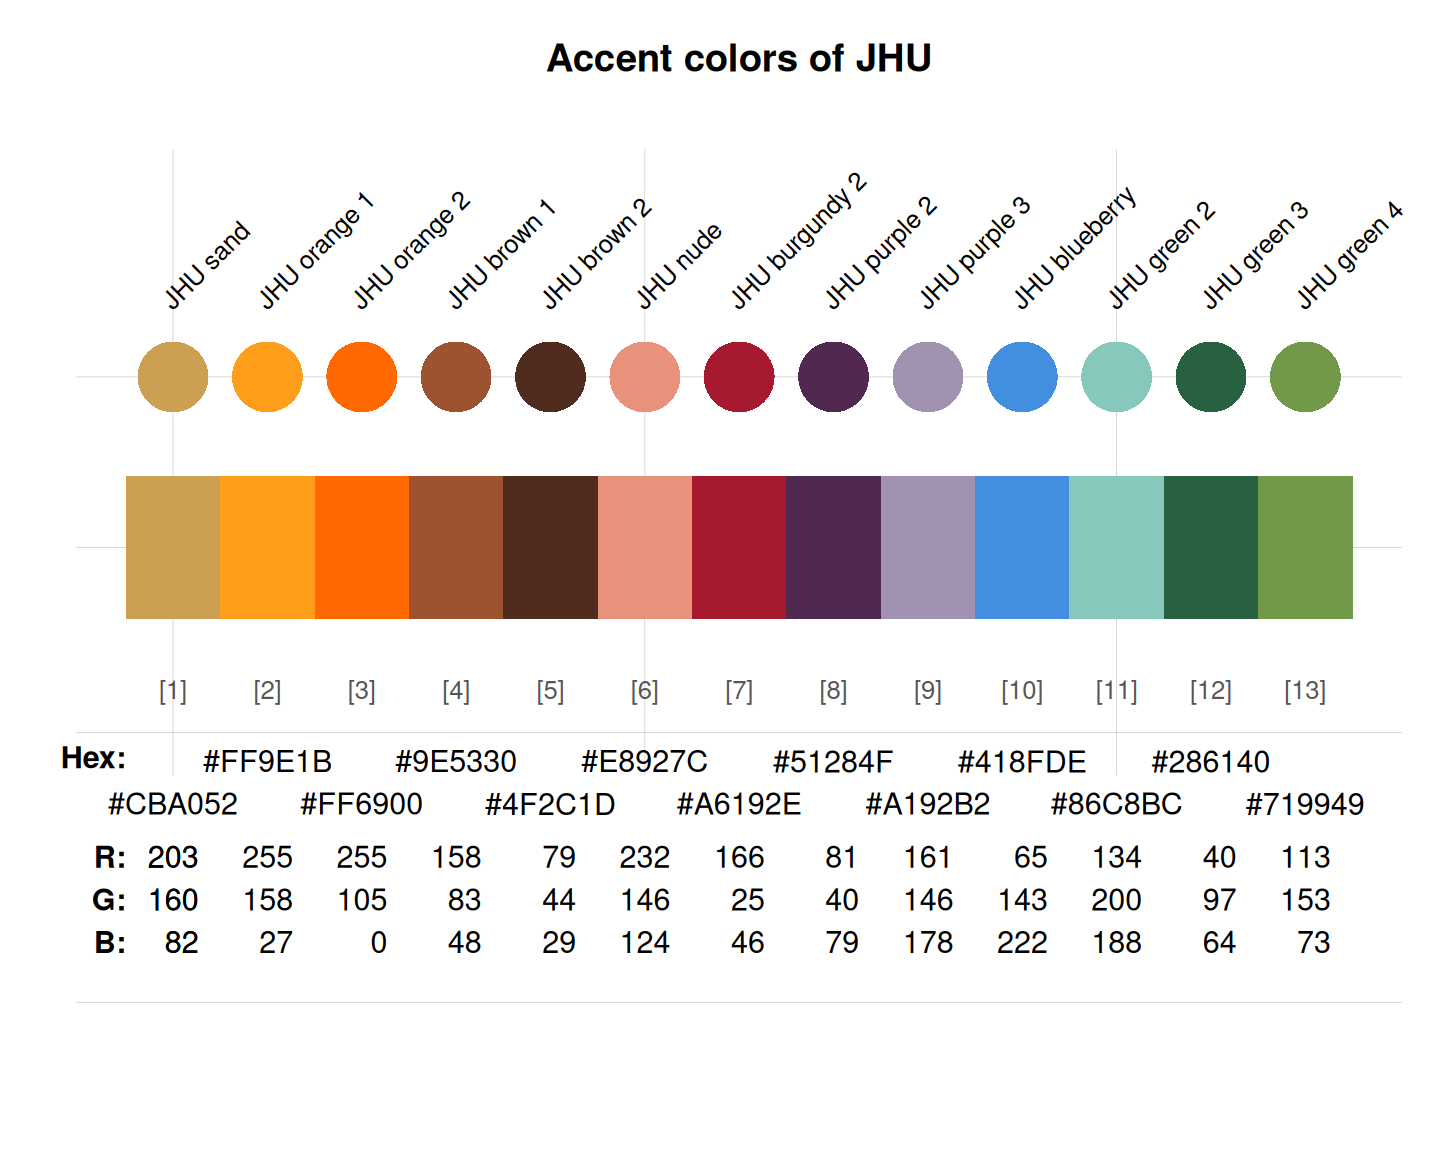 Accent colors of JHU
JHU sand
JHU orange 1
JHU orange 2
JHU brown 1
JHU brown 2
JHU nude
JHU burgundy 2
JHU purple 2
JHU purple 3
JHU blueberry
JHU green 2
JHU green 3
JHU green 4
[1] [2] [3] [4] [5] [6] [7] [8] [9] [10] [11] [12] [13]
Hex: #FF9E1B #9E5330 #E8927C #51284F #418FDE #286140
#CBA052 #FF6900 #4F2C1D #A6192E #A192B2 #86C8BC #719949
R: 203 255 255 158 79 232 166 81 161 65 134 40 113
G: 160 158 105 83 44 146 25 40 146 143 200 97 153
B: 82 27 0 48 29 124 46 79 178 222 188 64 73